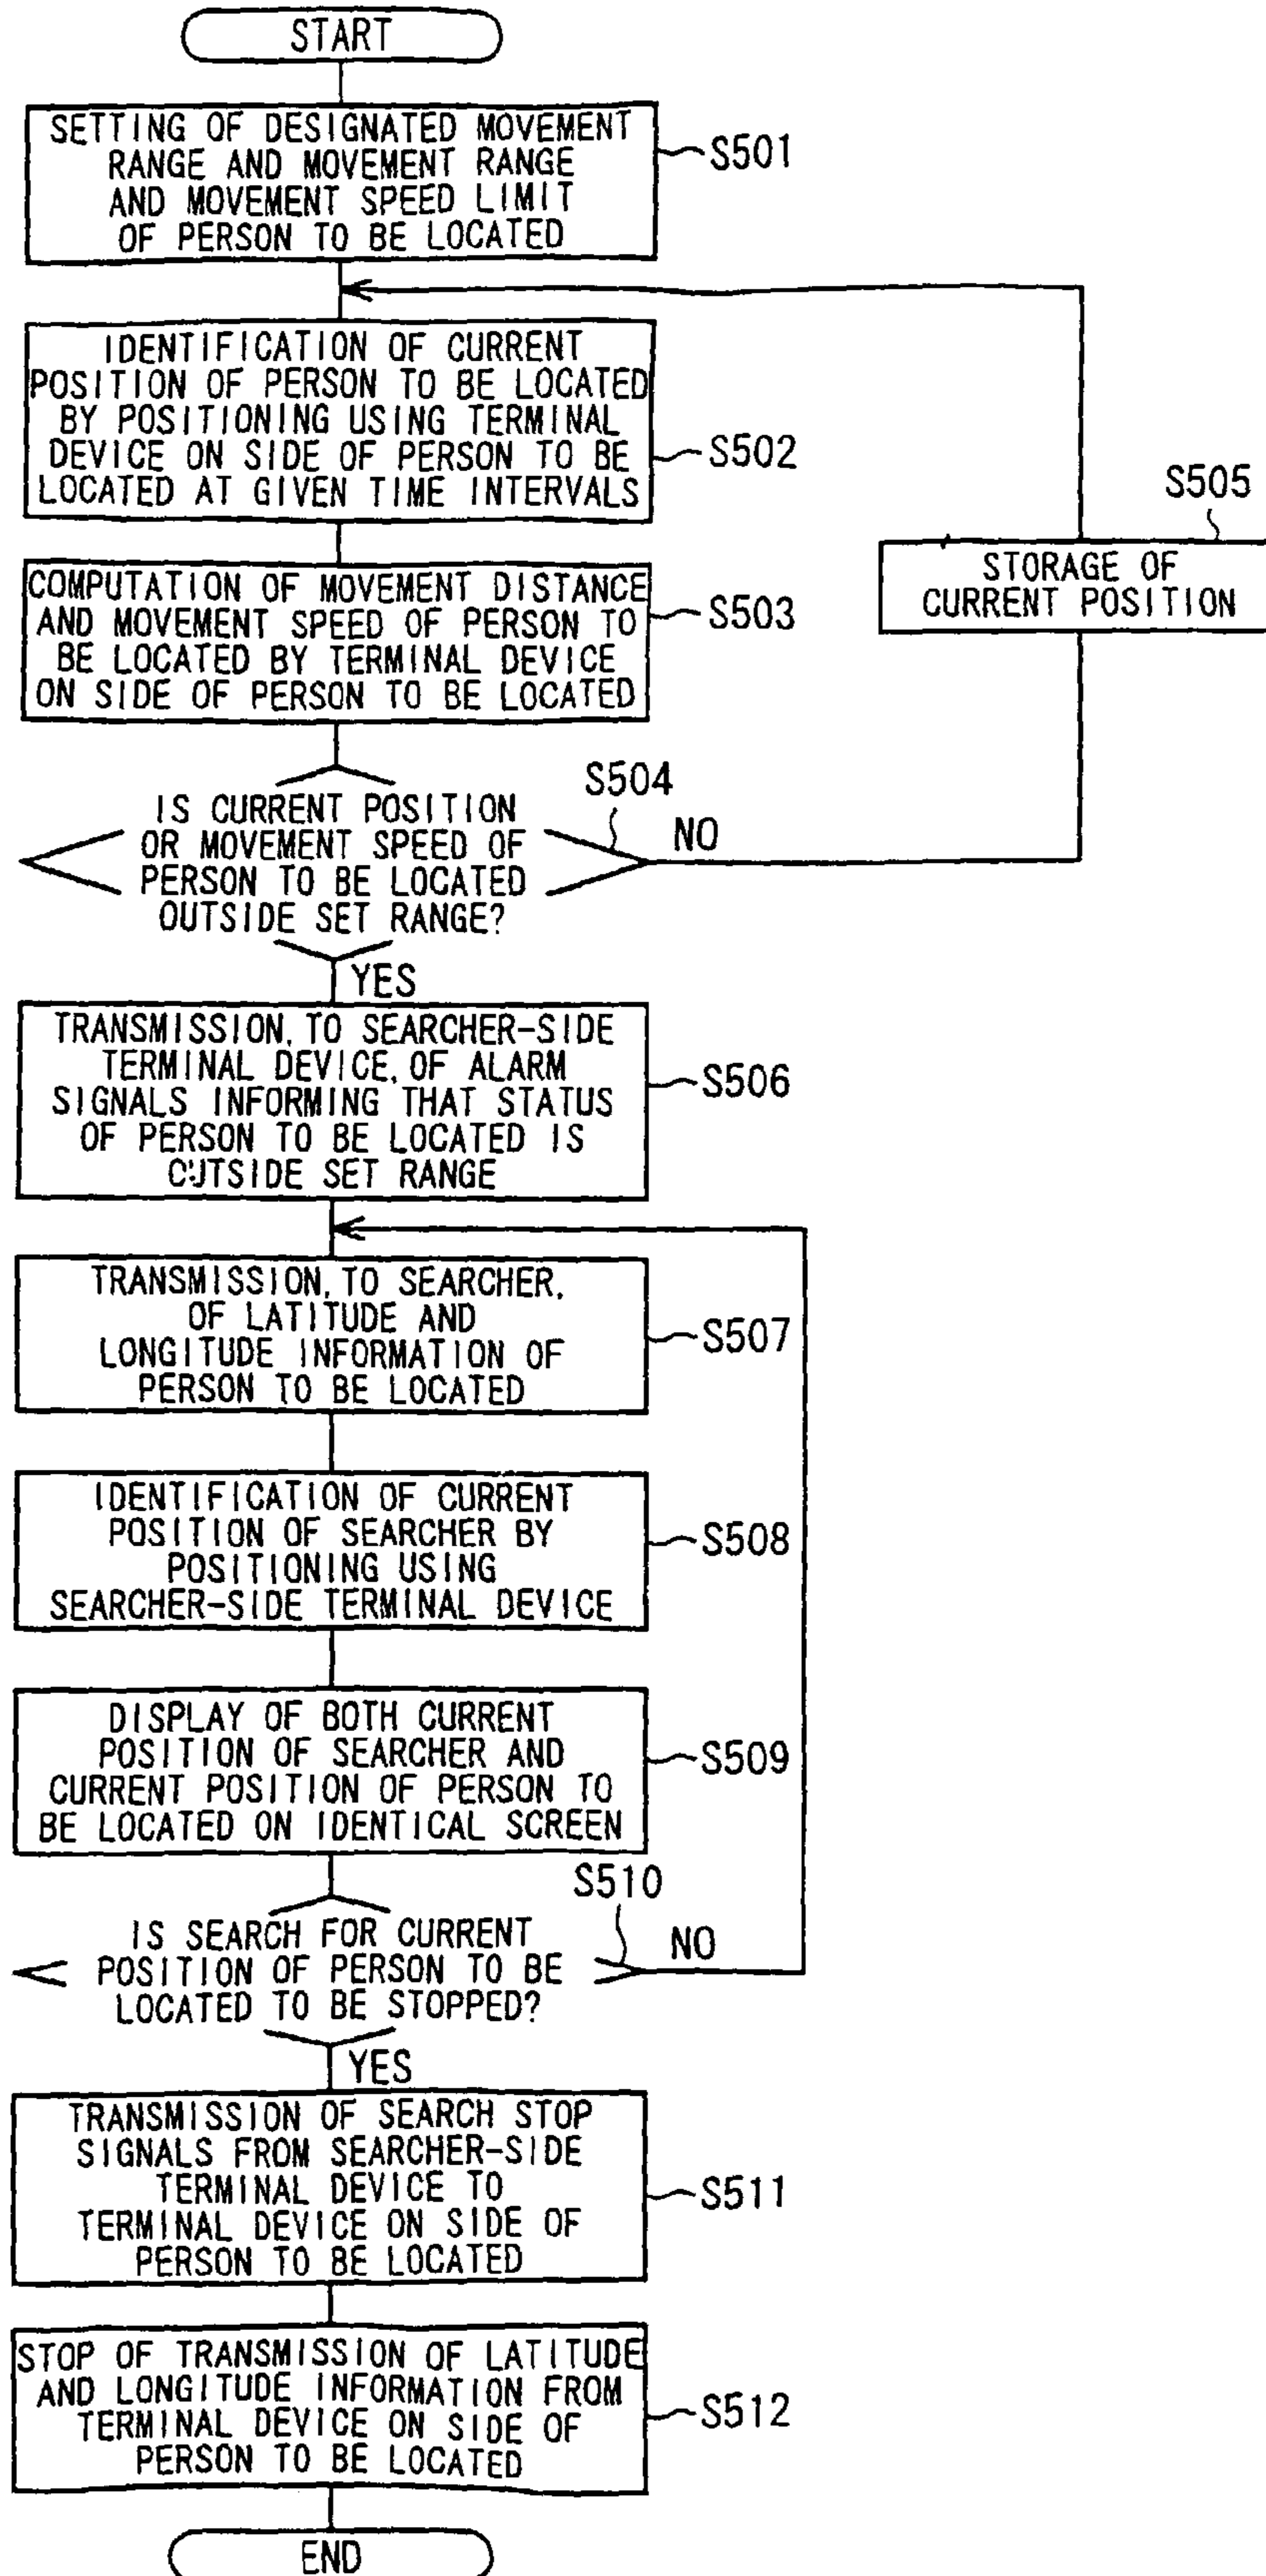 START
SETTING OF DESIGNATED MOVEMENT
RANGE AND MOVEMENT RANGE
AND MOVEMENT SPEED LIMIT
OF PERSON TO BE LOCATED
S501
IDENTIFICATION OF CURRENT
POSITION OF PERSON TO BE LOCATED
BY POSITIONING USING TERMINAL
DEVICE ON SIDE OF PERSON TO BE
LOCATED AT GIVEN TIME INTERVALS
S502
S505
STORAGE OF
CURRENT POSITION
COMPUTATION OF MOVEMENT DISTANCE
AND MOVEMENT SPEED OF PERSON TO
BE LOCATED BY TERMINAL DEVICE
ON SIDE OF PERSON TO BE LOCATED
S503
IS CURRENT POSITION
OR MOVEMENT SPEED OF
PERSON TO BE LOCATED
OUTSIDE SET RANGE?
S504
NO
YES
TRANSMISSION, TO SEARCHER-SIDE
TERMINAL DEVICE, OF ALARM
SIGNALS INFORMING THAT STATUS
OF PERSON TO BE LOCATED IS
OUTSIDE SET RANGE
S506
TRANSMISSION, TO SEARCHER,
OF LATITUDE AND
LONGITUDE INFORMATION OF
PERSON TO BE LOCATED
S507
IDENTIFICATION OF CURRENT
POSITION OF SEARCHER BY
POSITIONING USING
SEARCHER-SIDE TERMINAL DEVICE
S508
DISPLAY OF BOTH CURRENT
POSITION OF SEARCHER AND
CURRENT POSITION OF PERSON TO
BE LOCATED ON IDENTICAL SCREEN
S509
IS SEARCH FOR CURRENT
POSITION OF PERSON TO BE
LOCATED TO BE STOPPED?
S510
NO
YES
TRANSMISSION OF SEARCH STOP
SIGNALS FROM SEARCHER-SIDE
TERMINAL DEVICE TO
TERMINAL DEVICE ON SIDE OF
PERSON TO BE LOCATED
S511
STOP OF TRANSMISSION OF LATITUDE
AND LONGITUDE INFORMATION FROM
TERMINAL DEVICE ON SIDE OF
PERSON TO BE LOCATED
S512
END